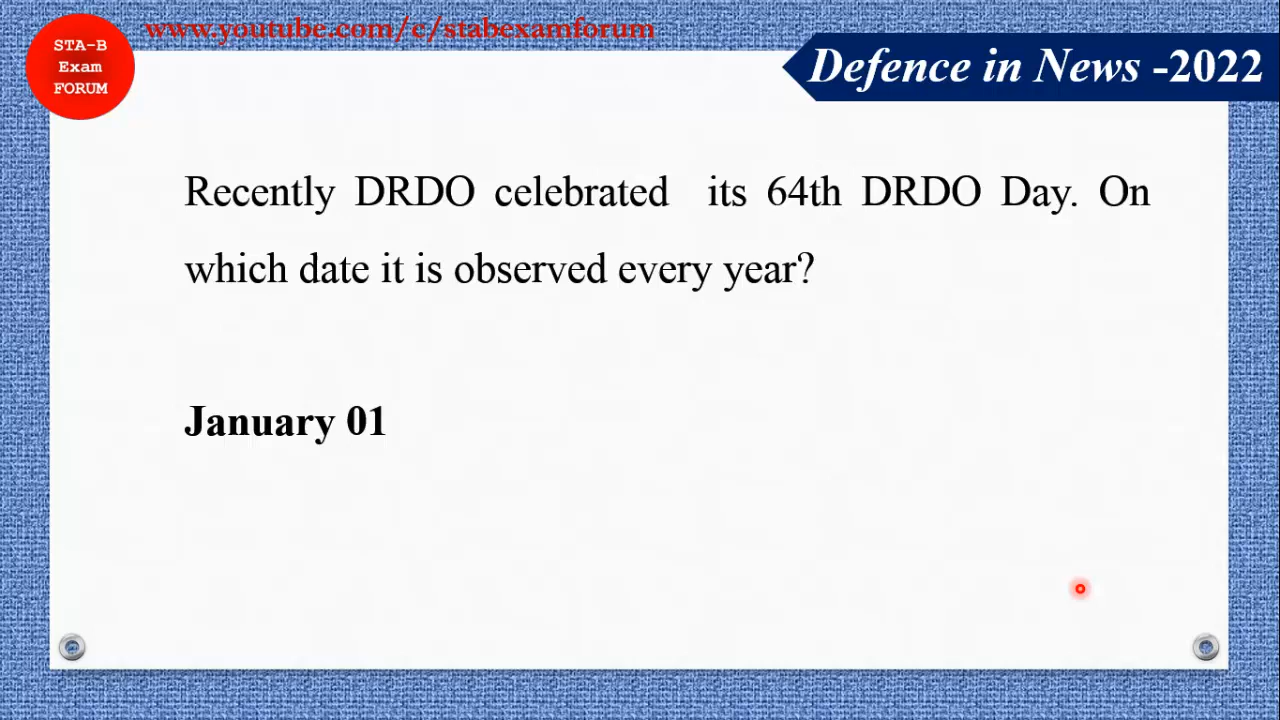 www.youtube.com/c/stabexamforum
STA-B
Exam
FORUM
Defence in News -2022
Recently DRDO celebrated its 64th DRDO Day. On
which date it is observed every year?
January 01